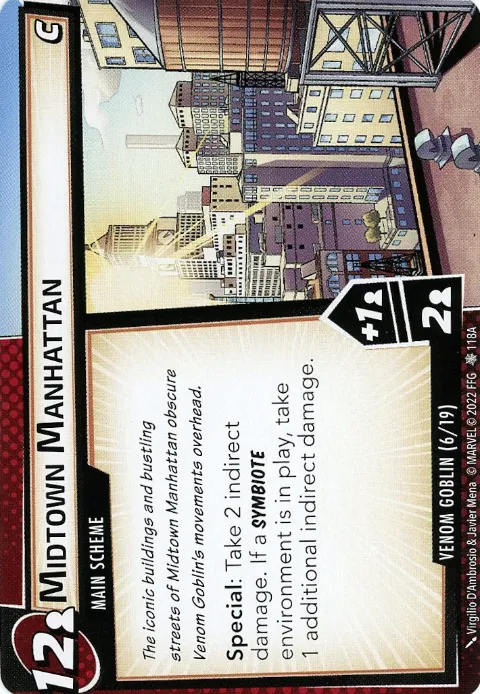 12
MIDTOWN MANHATTAN
C
MAIN SCHEME
The iconic buildings and bustling
streets of Midtown Manhattan obscure
Venom Goblin's movements overhead.
Special: Take 2 indirect
damage. If a SYMBIOTE
environment is in play, take
1 additional indirect damage.
+1
2
VENOM GOBLIN (6/19)
Virgilio D'Ambrosio & Javier Mena © MARVEL © 2022 FFG 118A